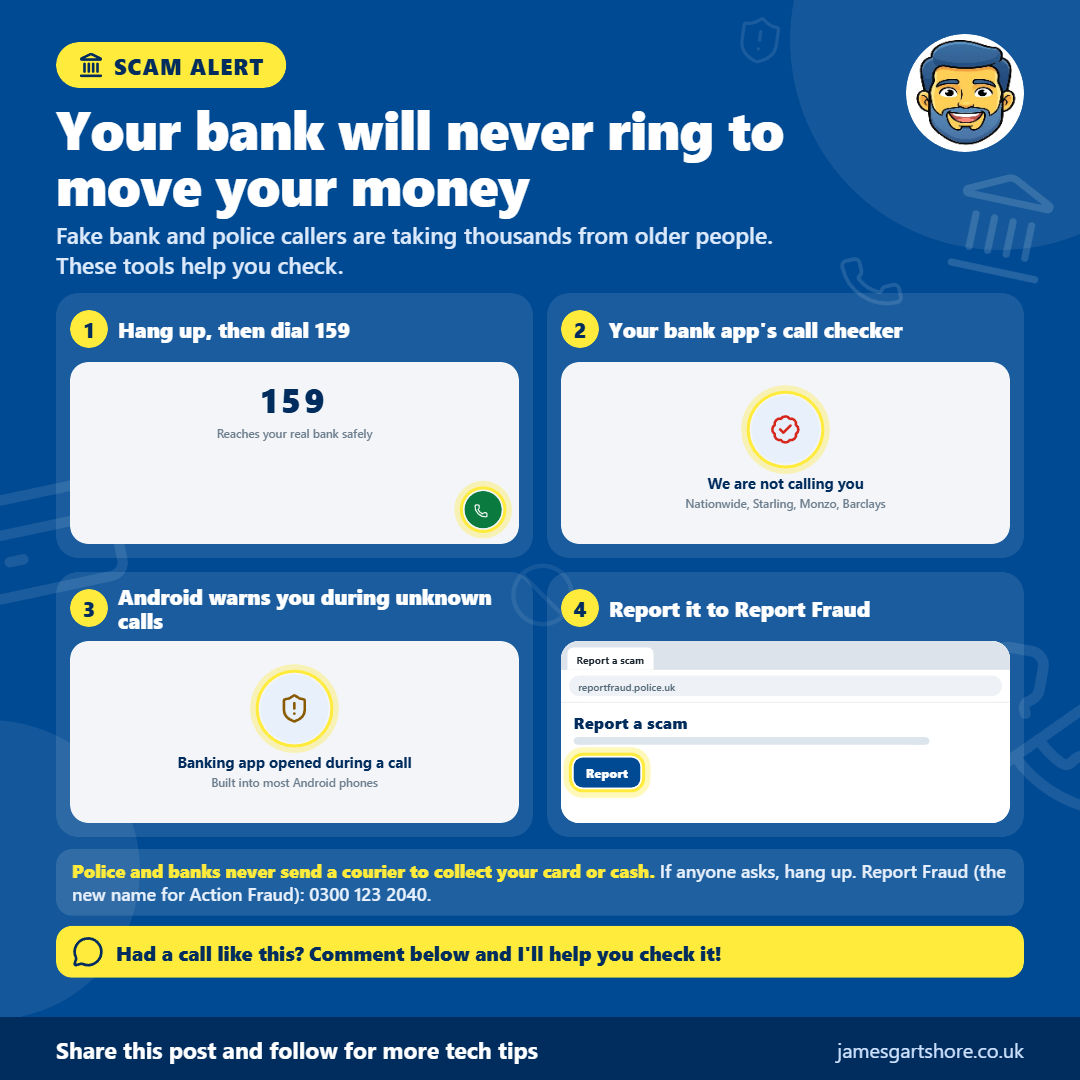 SCAM ALERT
Your bank will never ring to
move your money
Fake bank and police callers are taking thousands from older people.
These tools help you check.
1 Hang up, then dial 159
159
Reaches your real bank safely
2 Your bank app's call checker
We are not calling you
Nationwide, Starling, Monzo, Barclays
3 Android warns you during unknown
calls
Banking app opened during a call
Built into most Android phones
4 Report it to Report Fraud
Report a scam
reportfraud.police.uk
Report a scam
Report
Police and banks never send a courier to collect your card or cash. If anyone asks, hang up. Report Fraud (the
new name for Action Fraud): 0300 123 2040.
Had a call like this? Comment below and I'll help you check it!
Share this post and follow for more tech tips
jamesgartshore.co.uk